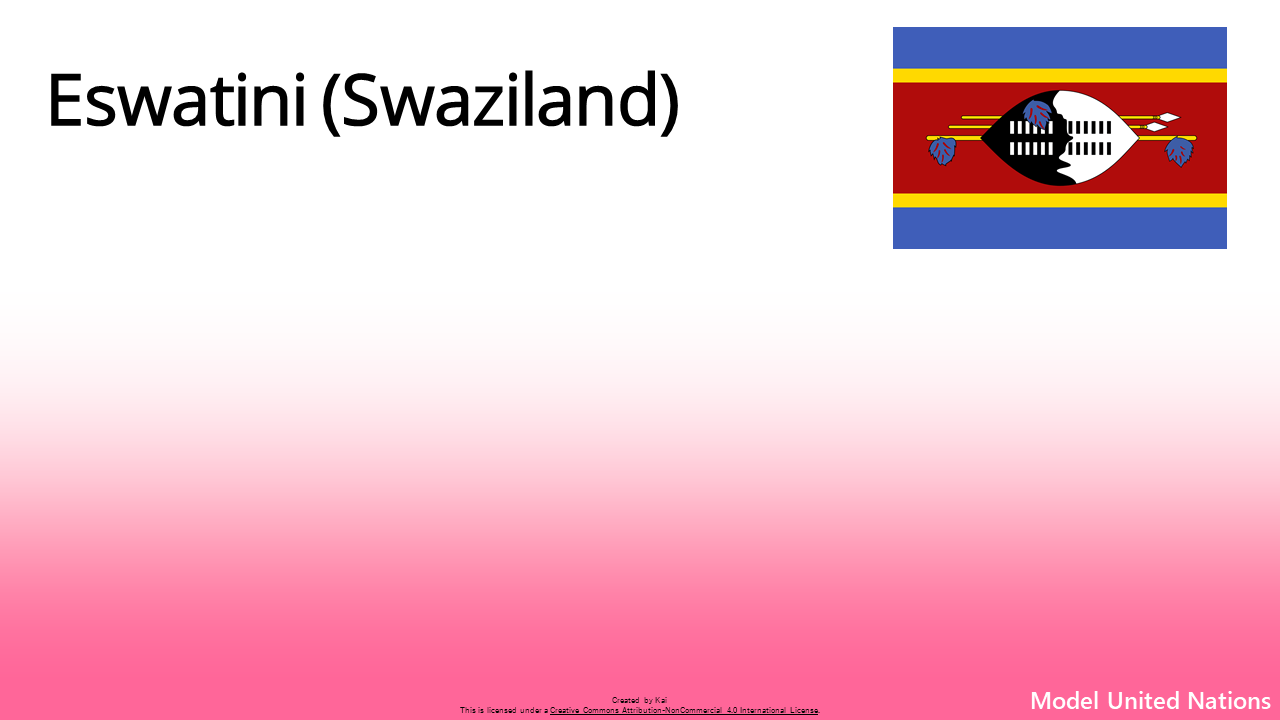 Eswatini (Swaziland)
Created by Kai
This is licensed under a Creative Commons Attribution-NonCommercial 4.0 International License.
Model United Nations